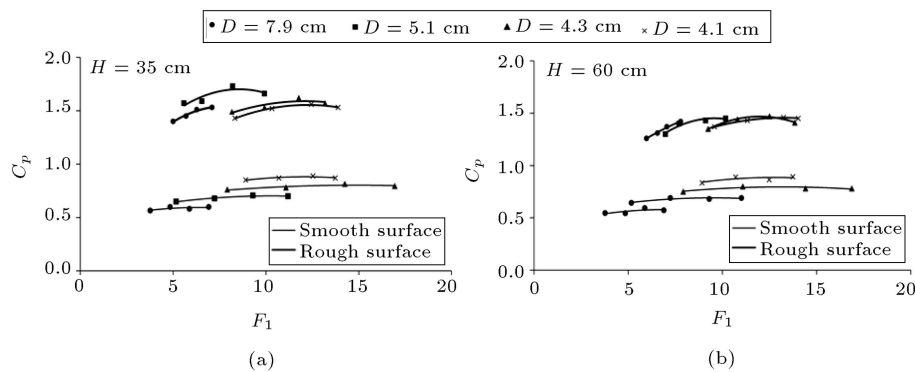 D = 7.9 cm D = 5.1 cm D = 4.3 cm D = 4.1 cm
H = 35 cm
2.0
1.5
1.0
0.5
0.0
C_p
Smooth surface
Rough surface
0 5 10 15 20
F_1
(a)
H = 60 cm
2.0
1.5
1.0
0.5
0.0
C_p
Smooth surface
Rough surface
0 5 10 15 20
F_1
(b)